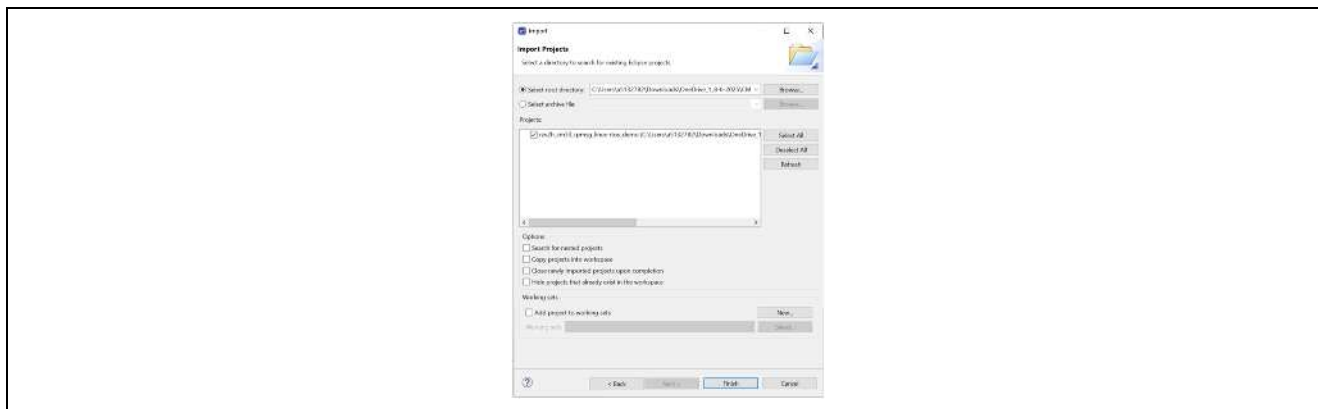 Import
Import Projects
Select a directory to search for existing Eclipse projects.
Select root directory:
Browse...
Select archive file:
Browse...
Projects:
Select All
Deselect All
Refresh
Options
Search for nested projects
Copy projects into workspace
Close newly imported projects upon completion
Hide projects that already exist in the workspace
Working sets
Add project to working sets
New...
Working sets:
Select...
< Back
Next >
Finish
Cancel